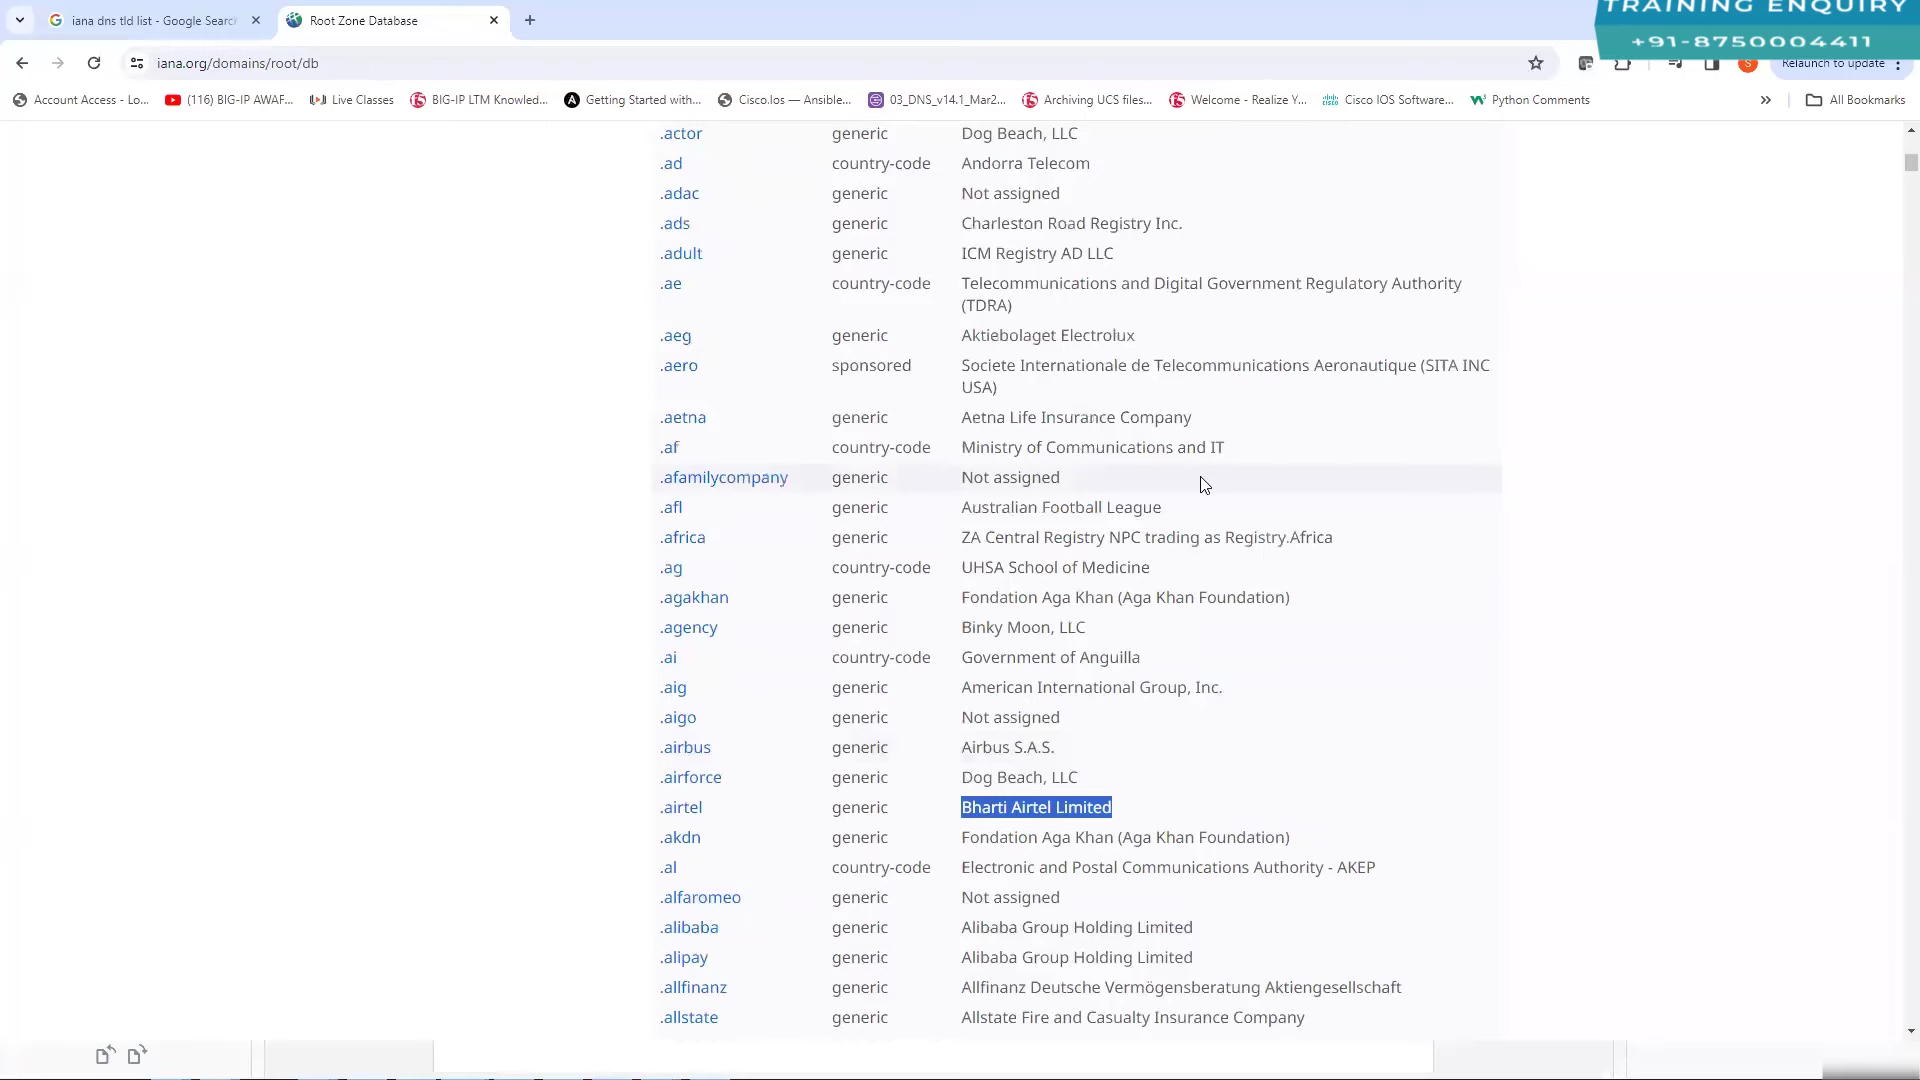 iana dns tld list - Google Searc
Root Zone Database
TRAINING ENQUIRY
+91-8750004411
iana.org/domains/root/db
S
Relaunch to update
Account Access - Lo...
(116) BIG-IP AWAF...
Live Classes
BIG-IP LTM Knowled...
Getting Started with...
Cisco.Ios — Ansible...
03_DNS_v14.1_Mar2...
Archiving UCS files...
Welcome - Realize Y...
Cisco IOS Software...
Python Comments
All Bookmarks
.actor generic Dog Beach, LLC
.ad country-code Andorra Telecom
.adac generic Not assigned
.ads generic Charleston Road Registry Inc.
.adult generic ICM Registry AD LLC
.ae country-code Telecommunications and Digital Government Regulatory Authority
(TDRA)
.aeg generic Aktiebolaget Electrolux
.aero sponsored Societe Internationale de Telecommunications Aeronautique (SITA INC
USA)
.aetna generic Aetna Life Insurance Company
.af country-code Ministry of Communications and IT
.afamilycompany generic Not assigned
.afl generic Australian Football League
.africa generic ZA Central Registry NPC trading as Registry.Africa
.ag country-code UHSA School of Medicine
.agakhan generic Fondation Aga Khan (Aga Khan Foundation)
.agency generic Binky Moon, LLC
.ai country-code Government of Anguilla
.aig generic American International Group, Inc.
.aigo generic Not assigned
.airbus generic Airbus S.A.S.
.airforce generic Dog Beach, LLC
.airtel generic Bharti Airtel Limited
.akdn generic Fondation Aga Khan (Aga Khan Foundation)
.al country-code Electronic and Postal Communications Authority - AKEP
.alfaromeo generic Not assigned
.alibaba generic Alibaba Group Holding Limited
.alipay generic Alibaba Group Holding Limited
.allfinanz generic Allfinanz Deutsche Vermögensberatung Aktiengesellschaft
.allstate generic Allstate Fire and Casualty Insurance Company